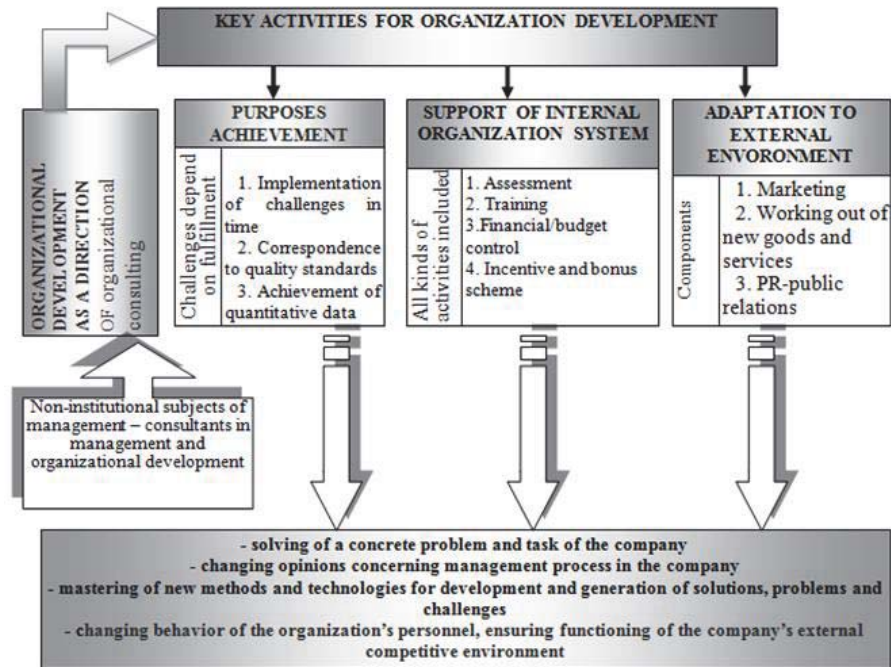 KEY ACTIVITIES FOR ORGANIZATION DEVELOPMENT
ORGANIZATIONAL
DEVELOPMENT
AS A DIRECTION
OF organizational
consulting
PURPOSES
ACHIEVEMENT
Challenges depend
on fulfillment
1. Implementation
of challenges in
time
2. Correspondence
to quality standards
3. Achievement of
quantitative data
SUPPORT OF INTERNAL
ORGANIZATION SYSTEM
All kinds of
activities included
1. Assessment
2. Training
3.Financial/budget
control
4. Incentive and bonus
scheme
ADAPTATION TO
EXTERNAL
ENVORONMENT
Components
1. Marketing
2. Working out of
new goods and
services
3. PR-public
relations
Non-institutional subjects of
management – consultants in
management and
organizational development
- solving of a concrete problem and task of the company
- changing opinions concerning management process in the company
- mastering of new methods and technologies for development and generation of solutions, problems and
challenges
- changing behavior of the organization's personnel, ensuring functioning of the company's external
competitive environment